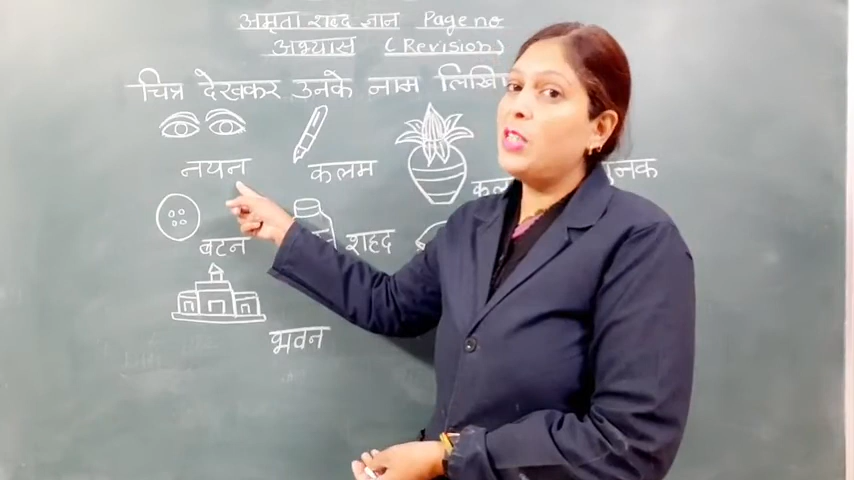 अमृता शब्द ज्ञान Page no
अभ्यास (Revision)
चित्र देखकर उनके नाम
नयन कलम
बटन शहद
भवन